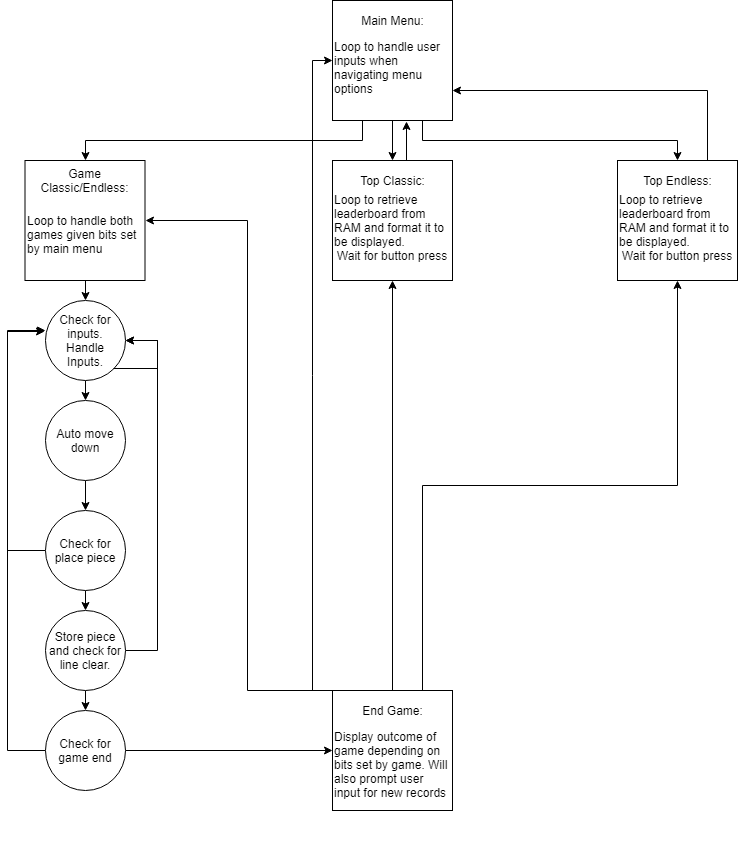 Main Menu:
Loop to handle user
inputs when
navigating menu
options
Game
Classic/Endless:
Loop to handle both
games given bits set
by main menu
Top Classic:
Loop to retrieve
leaderboard from
RAM and format it to
be displayed.
Wait for button press
Top Endless:
Loop to retrieve
leaderboard from
RAM and format it to
be displayed.
Wait for button press
Check for
inputs.
Handle
Inputs.
Auto move
down
Check for
place piece
Store piece
and check for
line clear.
Check for
game end
End Game:
Display outcome of
game depending on
bits set by game. Will
also prompt user
input for new records